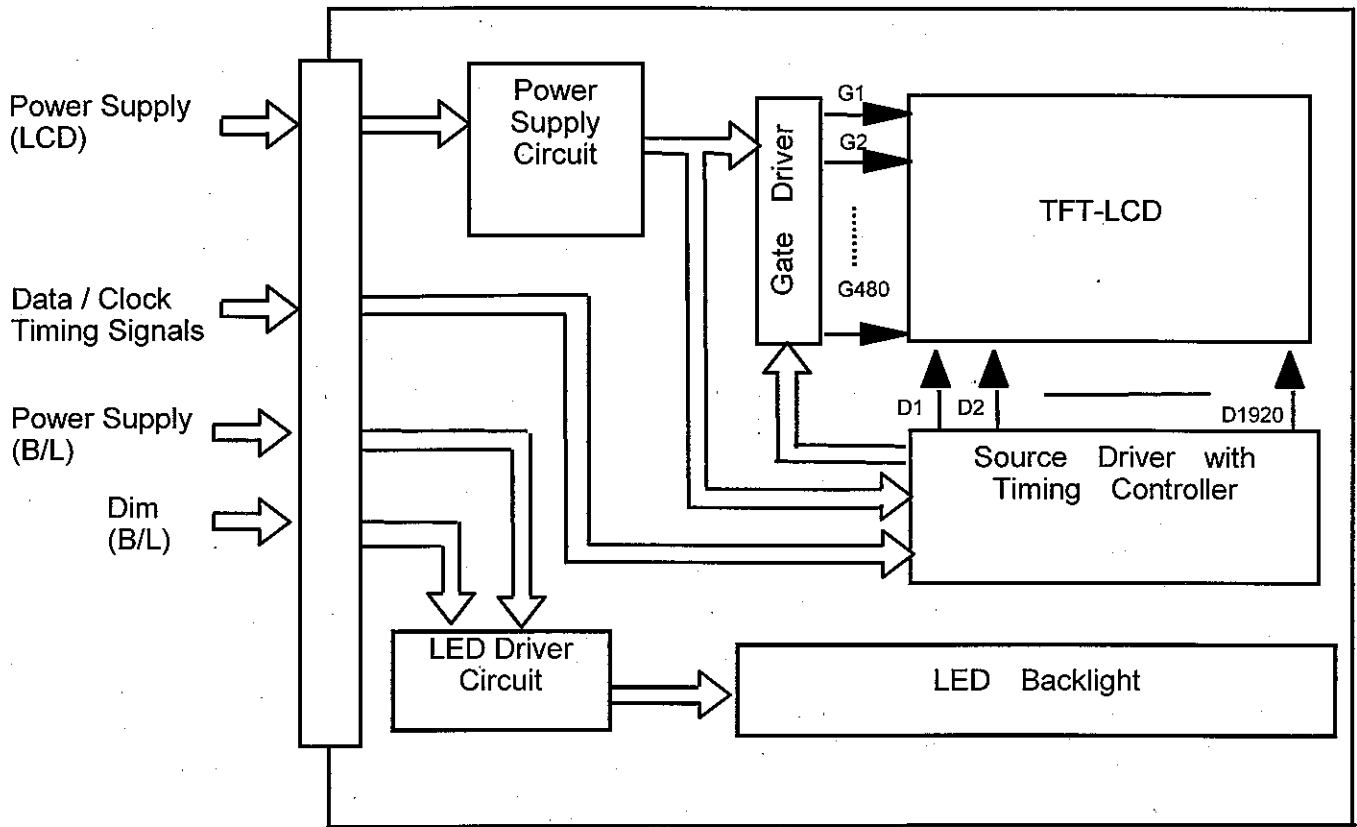 Power Supply
(LCD)
Data / Clock
Timing Signals
Power Supply
(B/L)
Dim
(B/L)
Power
Supply
Circuit
Gate Driver
G1
G2
........
G480
TFT-LCD
D1
D2
D1920
Source Driver with
Timing Controller
LED Driver
Circuit
LED Backlight